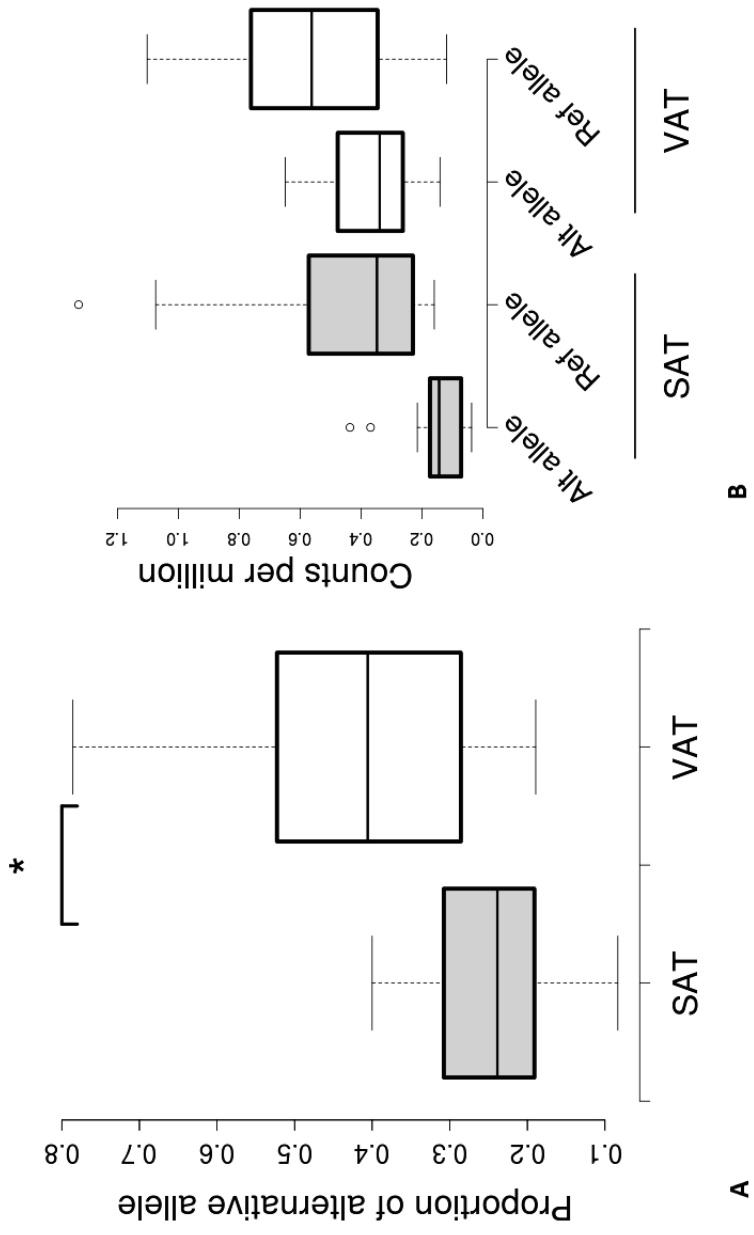 A
Proportion of alternative allele
0.1 0.2 0.3 0.4 0.5 0.6 0.7 0.8
*
SAT VAT
B
Counts per million
0.0 0.2 0.4 0.6 0.8 1.0 1.2
Alt allele Ref allele Alt allele Ref allele
SAT VAT